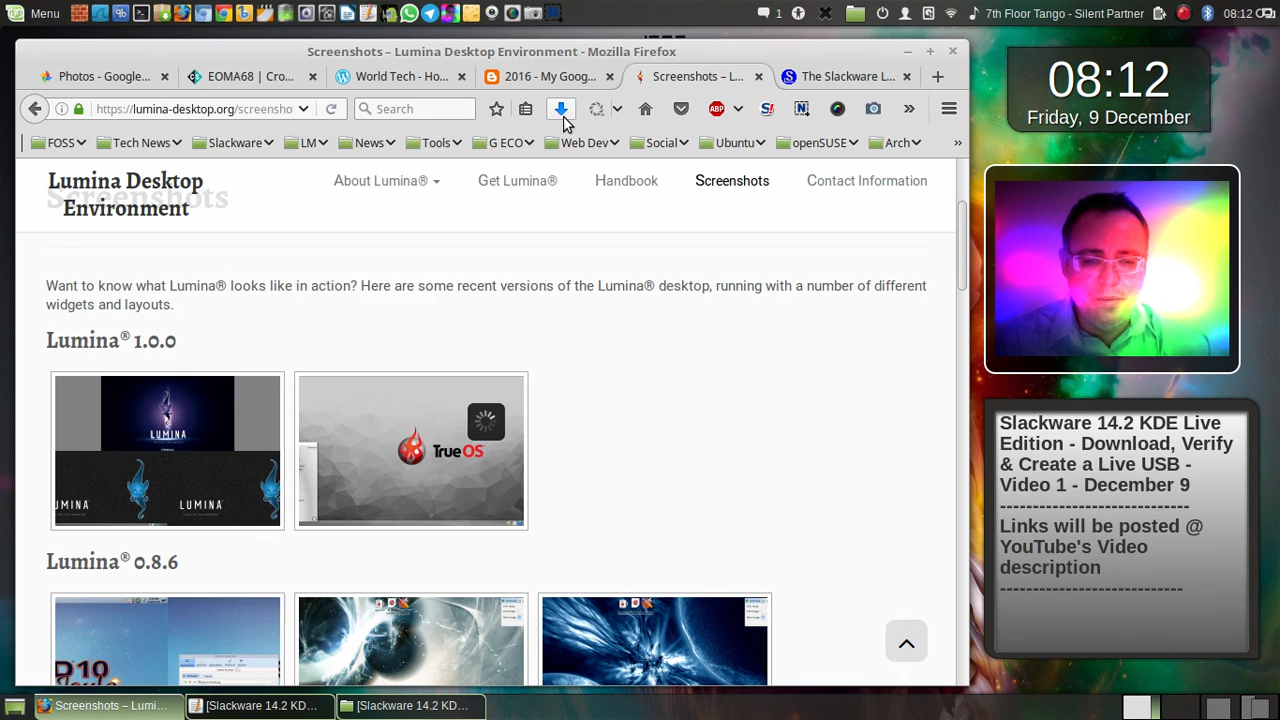 Menu
1
7th Floor Tango - Silent Partner
08:12
Screenshots – Lumina Desktop Environment - Mozilla Firefox
Photos - Google...
EOMA68 | Cro...
World Tech - Ho...
2016 - My Goog...
Screenshots – L...
The Slackware L...
https://lumina-desktop.org/screensho
Search
ABP
FOSS
Tech News
Slackware
LM
News
Tools
G ECO
Web Dev
Social
Ubuntu
openSUSE
Arch
Lumina Desktop
Environment
Screenshots
About Lumina®
Get Lumina®
Handbook
Screenshots
Contact Information
Want to know what Lumina® looks like in action? Here are some recent versions of the Lumina® desktop, running with a number of different
widgets and layouts.
Lumina® 1.0.0
LUMINA
LUMINA
TrueOS
Lumina® 0.8.6
08:12
Friday, 9 December
Slackware 14.2 KDE Live
Edition - Download, Verify
& Create a Live USB -
Video 1 - December 9
-----------------------------
Links will be posted @
YouTube's Video
description
----------------------------
Screenshots – Lumi...
[Slackware 14.2 KD...
[Slackware 14.2 KD...